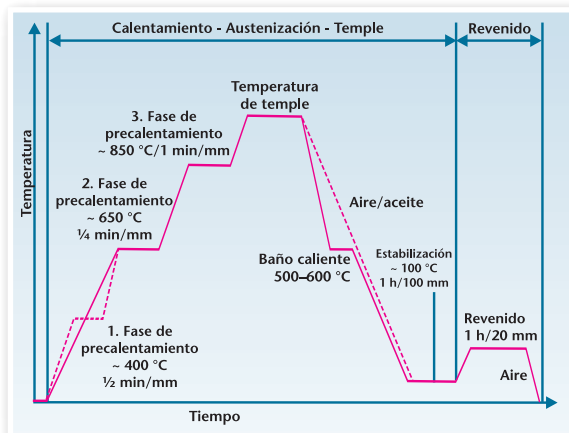 Calentamiento - Austenización - Temple
Revenido
Temperatura
Temperatura
de temple
3. Fase de
precalentamiento
~ 850 °C/1 min/mm
2. Fase de
precalentamiento
~ 650 °C
¼ min/mm
Aire/aceite
Baño caliente
500–600 °C
Estabilización
~ 100 °C
1 h/100 mm
1. Fase de
precalentamiento
~ 400 °C
½ min/mm
Revenido
1 h/20 mm
Aire
Tiempo